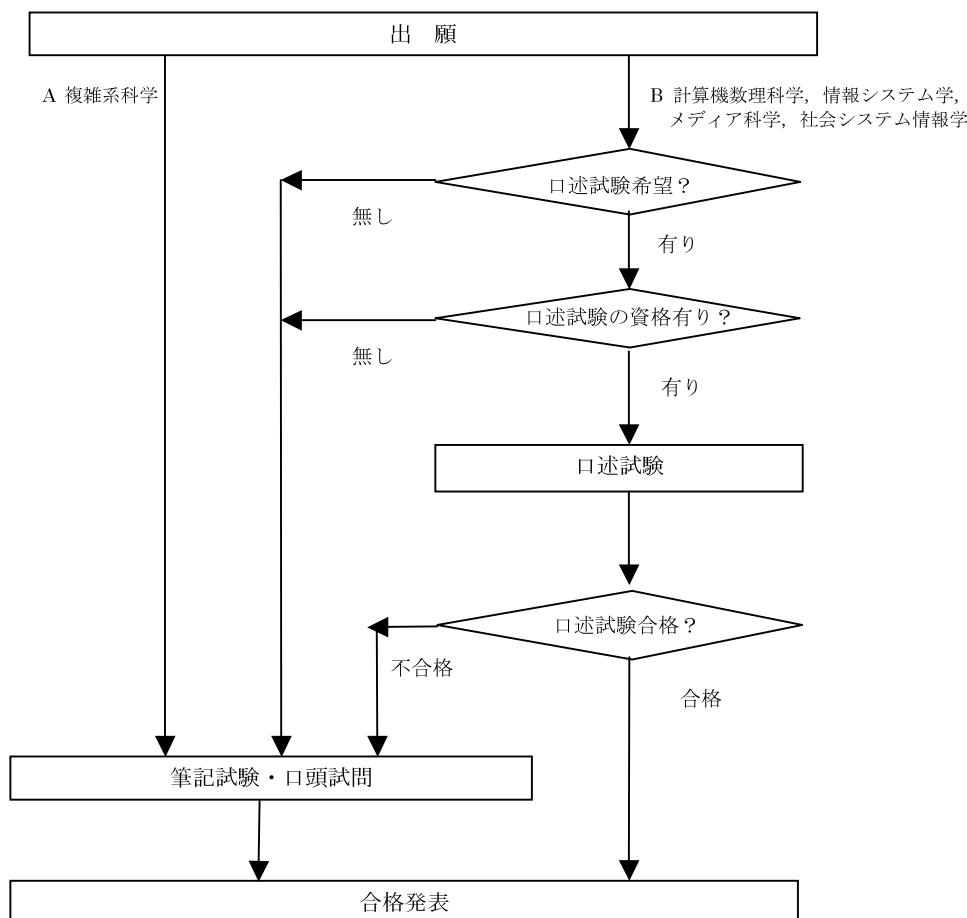 出 願
A 複雑系科学
B 計算機数理科学，情報システム学，
メディア科学，社会システム情報学
口述試験希望？
無し
有り
口述試験の資格有り？
無し
有り
口述試験
口述試験合格？
不合格
合格
筆記試験・口頭試問
合格発表